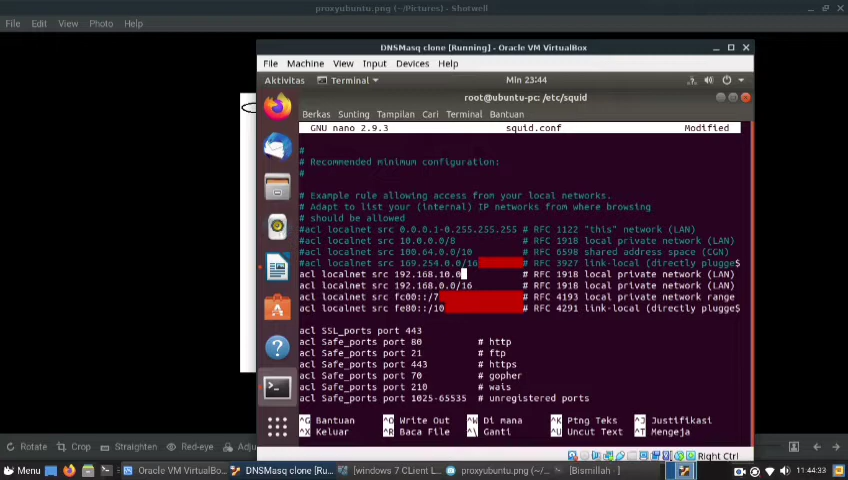 proxyubuntu.png (~/Pictures) - Shotwell
File Edit View Photo Tags Help
DNSMasq clone [Running] - Oracle VM VirtualBox
File Machine View Input Devices Help
Aktivitas Terminal Min 23:44
root@ubuntu-pc: /etc/squid
Berkas Sunting Tampilan Cari Terminal Bantuan
GNU nano 2.9.3 squid.conf Modified
#
# Recommended minimum configuration:
#
# Example rule allowing access from your local networks.
# Adapt to list your (internal) IP networks from where browsing
# should be allowed
#acl localnet src 0.0.0.1-0.255.255.255 # RFC 1122 "this" network (LAN)
#acl localnet src 10.0.0.0/8 # RFC 1918 local private network (LAN)
#acl localnet src 100.64.0.0/10 # RFC 6598 shared address space (CGN)
#acl localnet src 169.254.0.0/16 # RFC 3927 link-local (directly plugge$
acl localnet src 192.168.10.0 # RFC 1918 local private network (LAN)
acl localnet src 192.168.0.0/16 # RFC 1918 local private network (LAN)
acl localnet src fc00::/7 # RFC 4193 local private network range
acl localnet src fe80::/10 # RFC 4291 link-local (directly plugge$
acl SSL_ports port 443
acl Safe_ports port 80 # http
acl Safe_ports port 21 # ftp
acl Safe_ports port 443 # https
acl Safe_ports port 70 # gopher
acl Safe_ports port 210 # wais
acl Safe_ports port 1025-65535 # unregistered ports
^G Bantuan ^O Write Out ^W Di mana ^K Ptng Teks ^J Justifikasi
^X Keluar ^R Baca File ^\ Ganti ^U Uncut Text ^T Mengeja
Rotate Crop Straighten Red-eye Adju
Right Ctrl
Menu Oracle VM VirtualB... DNSMasq clone [Ru... [windows 7 CLient L... proxyubuntu.png (~/... [Bismillah · ] 11:44:33